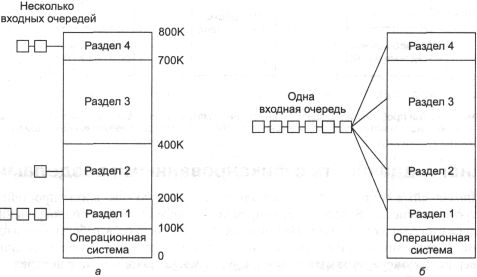 Несколько
входных очередей
800K
Раздел 4
700K
Раздел 3
400K
Раздел 2
200K
Раздел 1
100K
Операционная
система
0
а
Одна
входная очередь
Раздел 4
Раздел 3
Раздел 2
Раздел 1
Операционная
система
б